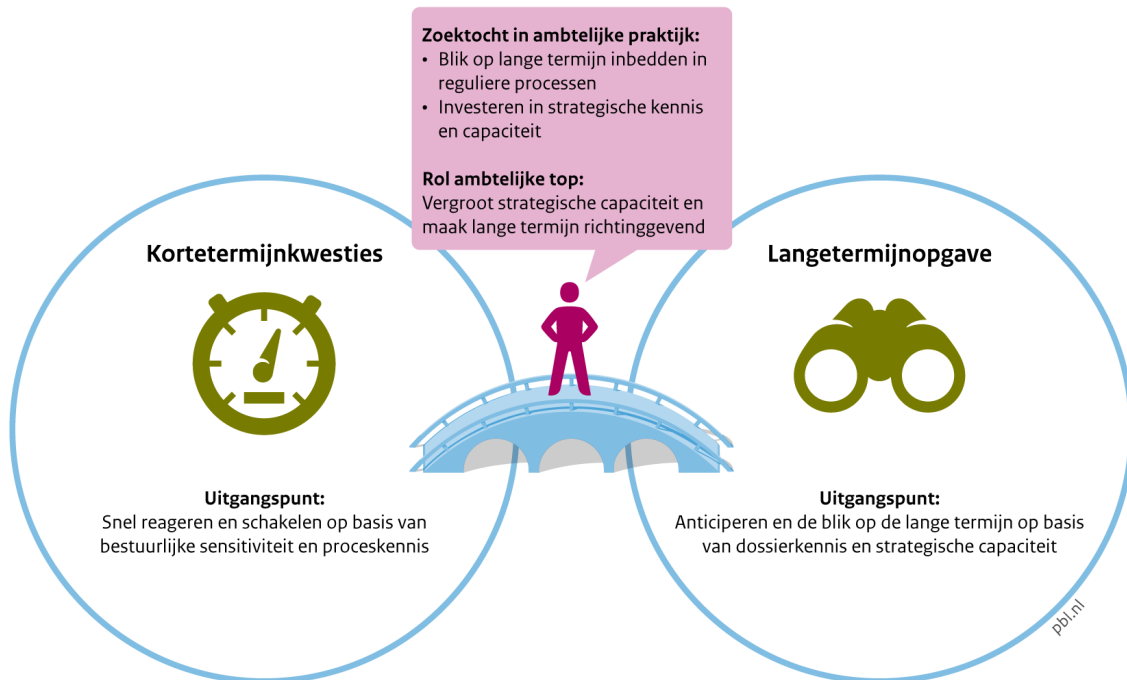 Zoektocht in ambtelijke praktijk:
• Blik op lange termijn inbedden in
reguliere processen
• Investeren in strategische kennis
en capaciteit
Rol ambtelijke top:
Vergroot strategische capaciteit en
maak lange termijn richtinggevend
Kortetermijnkwesties
Uitgangspunt:
Snel reageren en schakelen op basis van
bestuurlijke sensitiviteit en proceskennis
Langetermijnopgave
Uitgangspunt:
Anticiperen en de blik op de lange termijn op basis
van dossierkennis en strategische capaciteit
pbl.nl